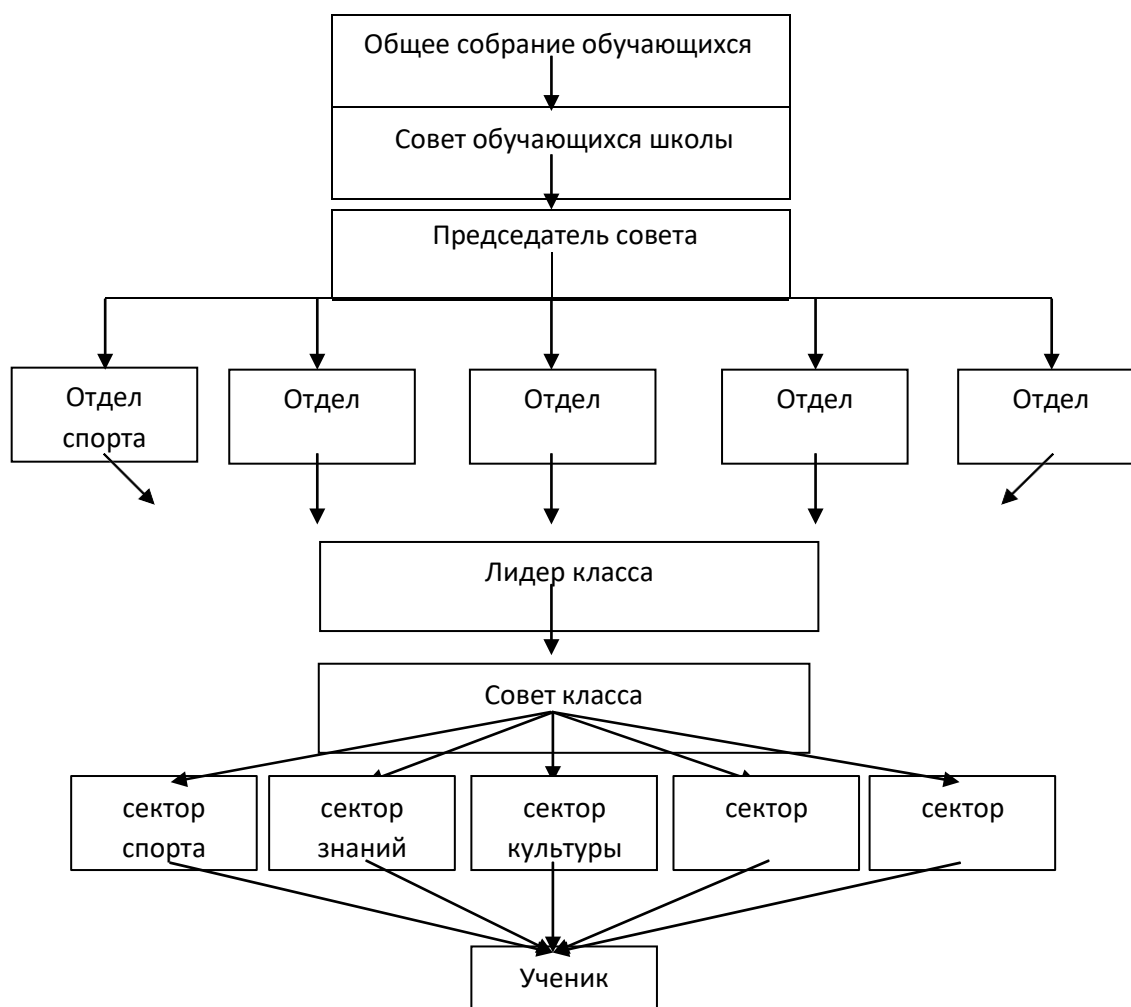 Общее собрание обучающихся
Совет обучающихся школы
Председатель совета
Отдел
спорта
Отдел
Отдел
Отдел
Отдел
Лидер класса
Совет класса
сектор
спорта
сектор
знаний
сектор
культуры
сектор
сектор
Ученик